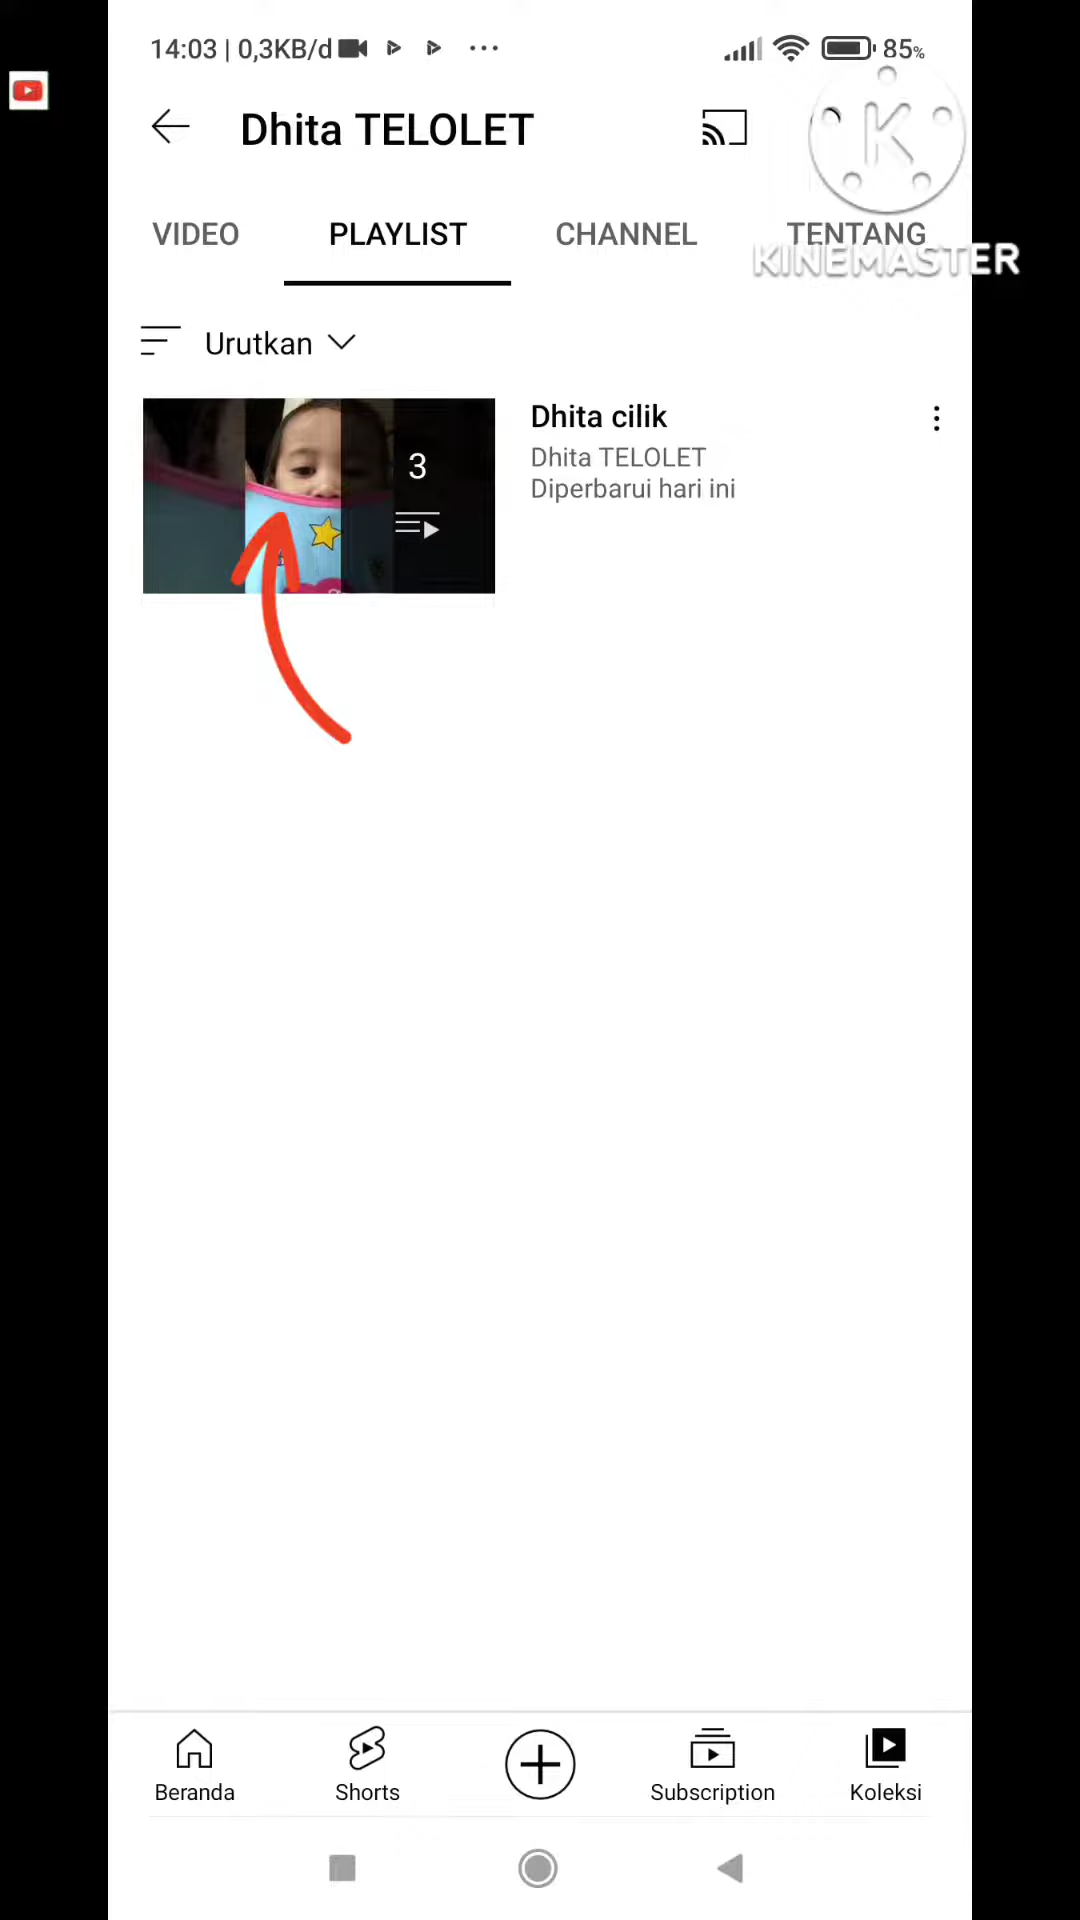 14:03 | 0,3KB/d ... 85%
Dhita TELOLET
VIDEO PLAYLIST CHANNEL TENTANG
KINEMASTER
Urutkan
3
Dhita cilik
Dhita TELOLET
Diperbarui hari ini
Beranda Shorts Subscription Koleksi